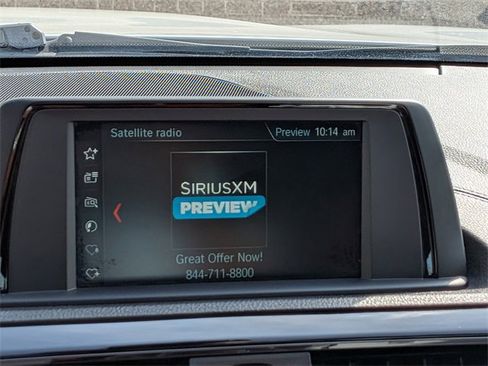 Satellite radio
Preview 10:14 am
SIRIUSXM
PREVIEW
Great Offer Now!
844-711-8800